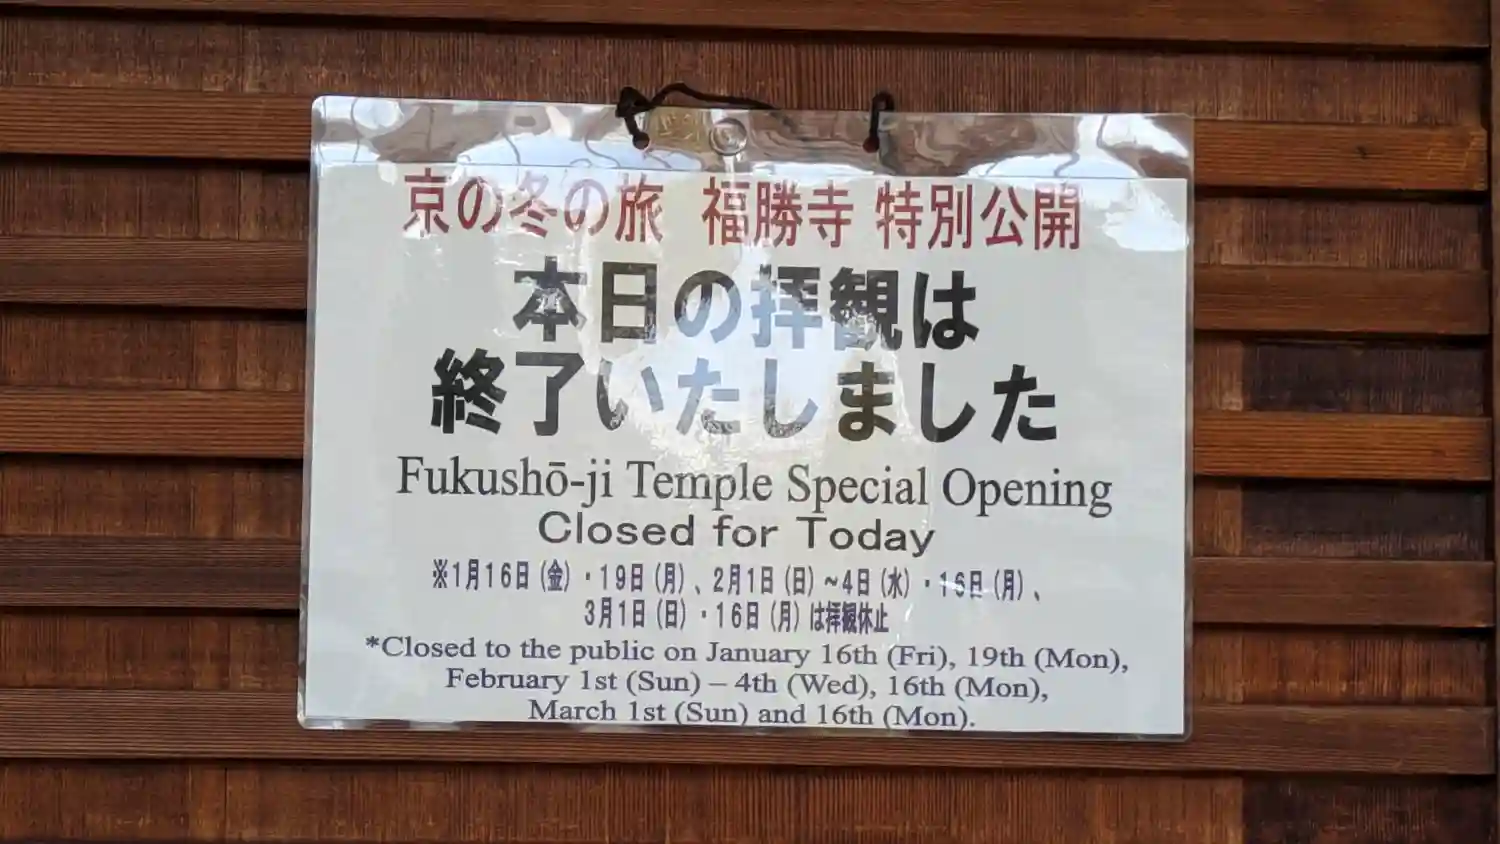 京の冬の旅 福勝寺 特別公開
本日の拝観は
終了いたしました
Fukushō-ji Temple Special Opening
Closed for Today
※1月16日（金）・19日（月）、2月1日（日）~4日（水）・16日（月）、
3月1日（日）・16日（月）は拝観休止
*Closed to the public on January 16th (Fri), 19th (Mon),
February 1st (Sun) – 4th (Wed), 16th (Mon),
March 1st (Sun) and 16th (Mon).